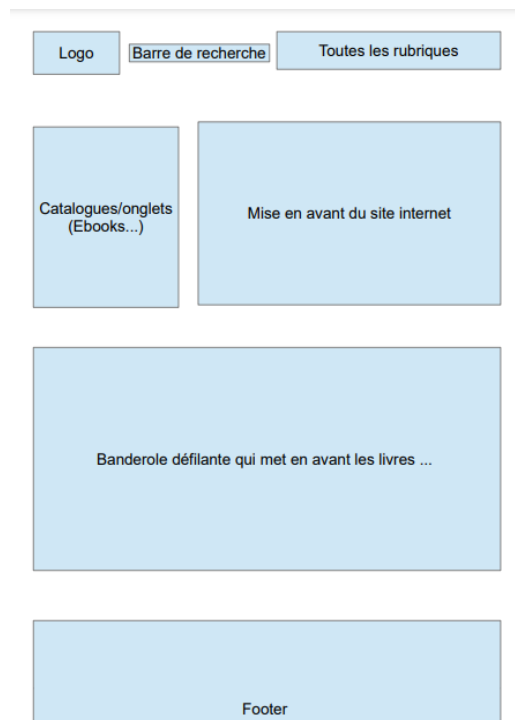 Logo
Barre de recherche
Toutes les rubriques
Catalogues/onglets
(Ebooks...)
Mise en avant du site internet
Banderole défilante qui met en avant les livres ...
Footer